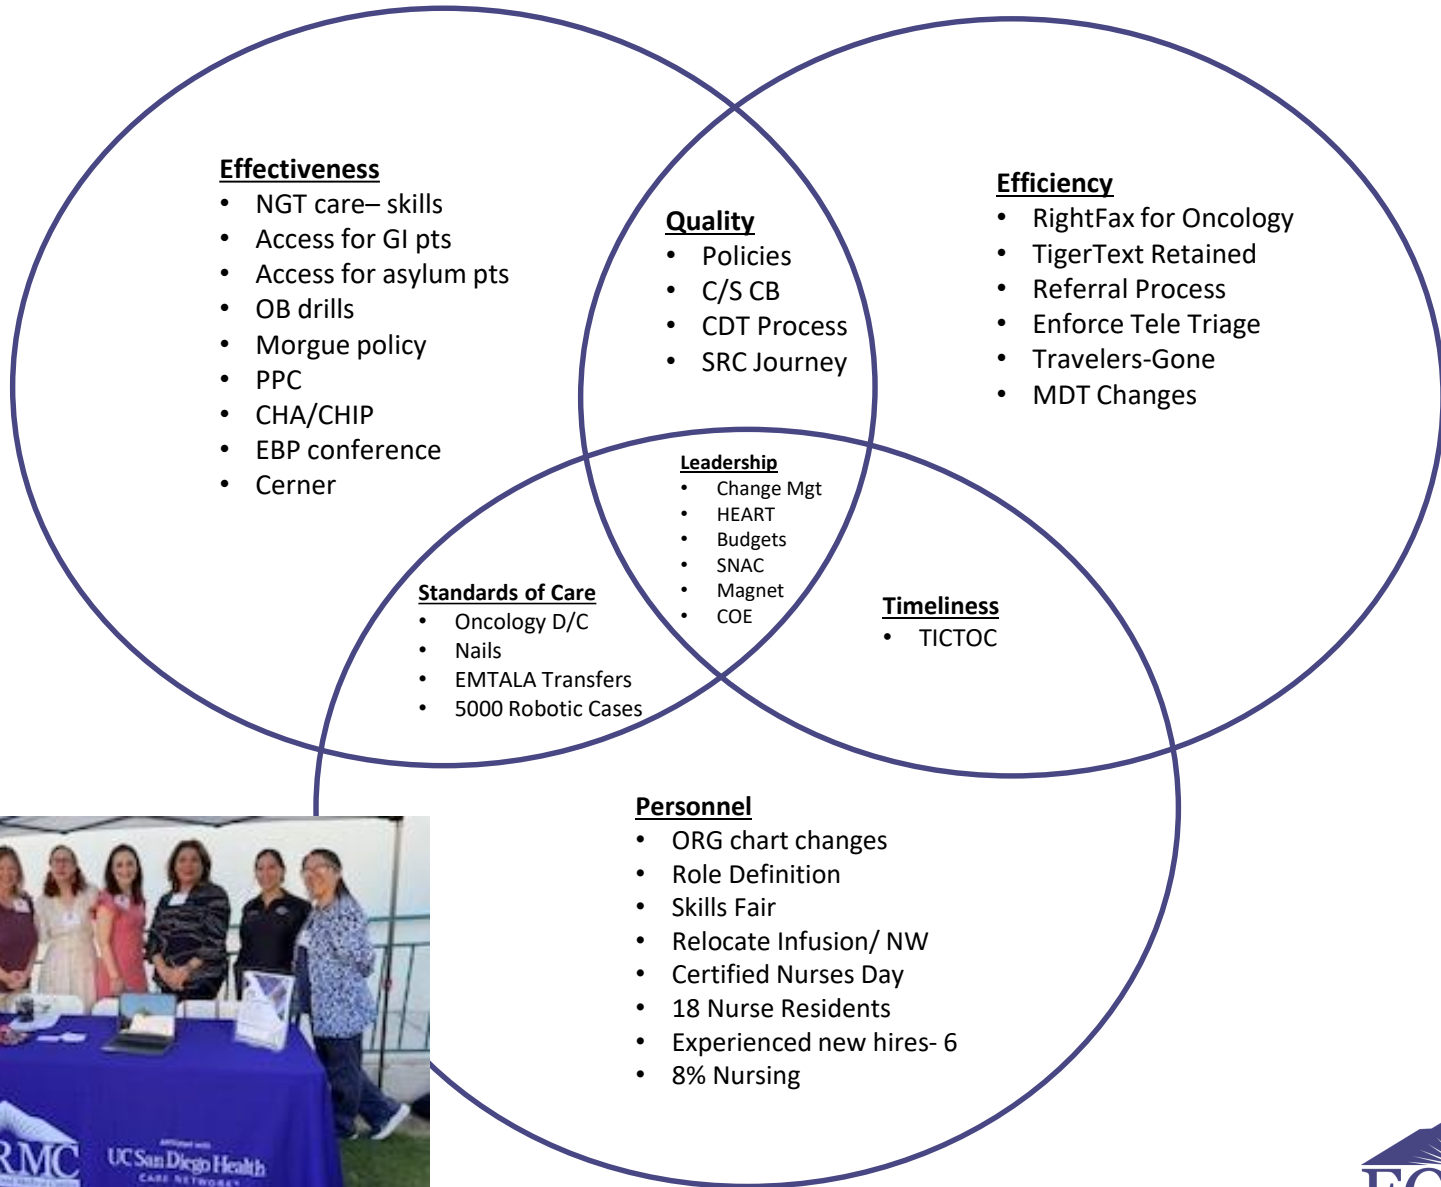 Effectiveness
• NGT care– skills
• Access for GI pts
• Access for asylum pts
• OB drills
• Morgue policy
• PPC
• CHA/CHIP
• EBP conference
• Cerner
Quality
• Policies
• C/S CB
• CDT Process
• SRC Journey
Efficiency
• RightFax for Oncology
• TigerText Retained
• Referral Process
• Enforce Tele Triage
• Travelers-Gone
• MDT Changes
Leadership
• Change Mgt
• HEART
• Budgets
• SNAC
• Magnet
• COE
Standards of Care
• Oncology D/C
• Nails
• EMTALA Transfers
• 5000 Robotic Cases
Timeliness
• TICTOC
Personnel
• ORG chart changes
• Role Definition
• Skills Fair
• Relocate Infusion/ NW
• Certified Nurses Day
• 18 Nurse Residents
• Experienced new hires- 6
• 8% Nursing
RMC
UC San Diego Health
CARE NETWORK